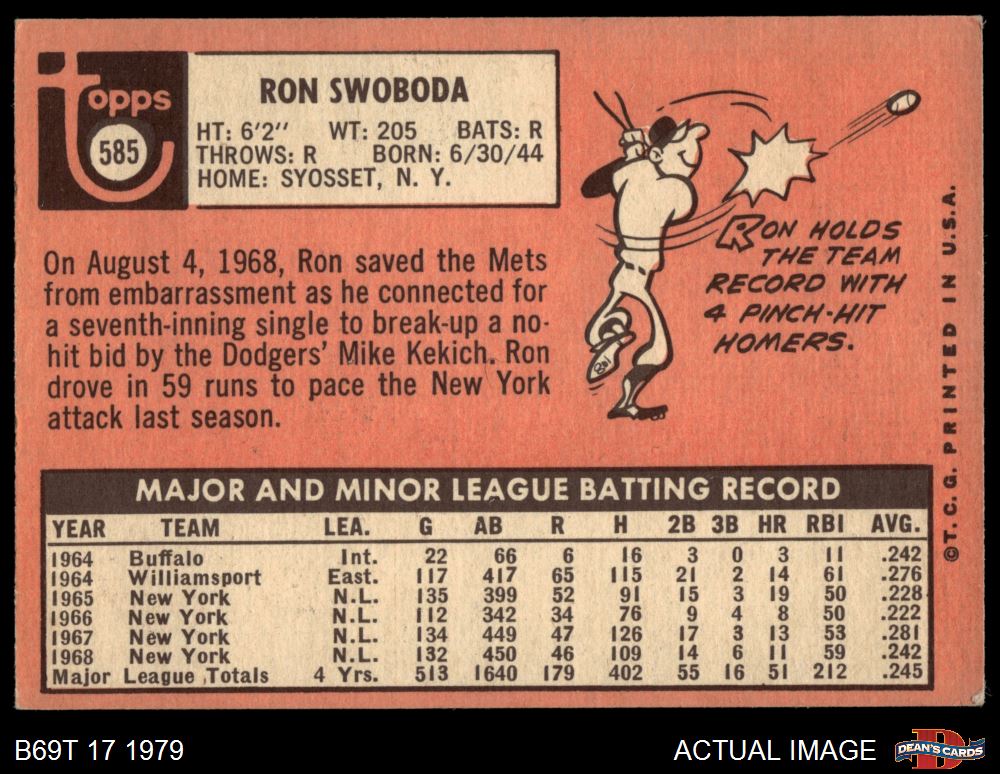 Topps
585
RON SWOBODA
HT: 6'2" WT: 205 BATS: R
THROWS: R BORN: 6/30/44
HOME: SYOSSET, N. Y.
On August 4, 1968, Ron saved the Mets
from embarrassment as he connected for
a seventh-inning single to break-up a no-
hit bid by the Dodgers' Mike Kekich. Ron
drove in 59 runs to pace the New York
attack last season.
RON HOLDS
THE TEAM
RECORD WITH
4 PINCH-HIT
HOMERS.
©T. C. G. PRINTED IN U.S.A.
MAJOR AND MINOR LEAGUE BATTING RECORD
YEAR TEAM LEA. G AB R H 2B 3B HR RBI AVG.
1964 Buffalo Int. 22 66 6 16 3 0 3 11 .242
1964 Williamsport East. 117 417 65 115 21 2 14 61 .276
1965 New York N.L. 135 399 52 91 15 3 19 50 .228
1966 New York N.L. 112 342 34 76 9 4 8 50 .222
1967 New York N.L. 134 449 47 126 17 3 13 53 .281
1968 New York N.L. 132 450 46 109 14 6 11 59 .242
Major League Totals 4 Yrs. 513 1640 179 402 55 16 51 212 .245
B69T 17 1979
ACTUAL IMAGE
DEAN'S CARDS